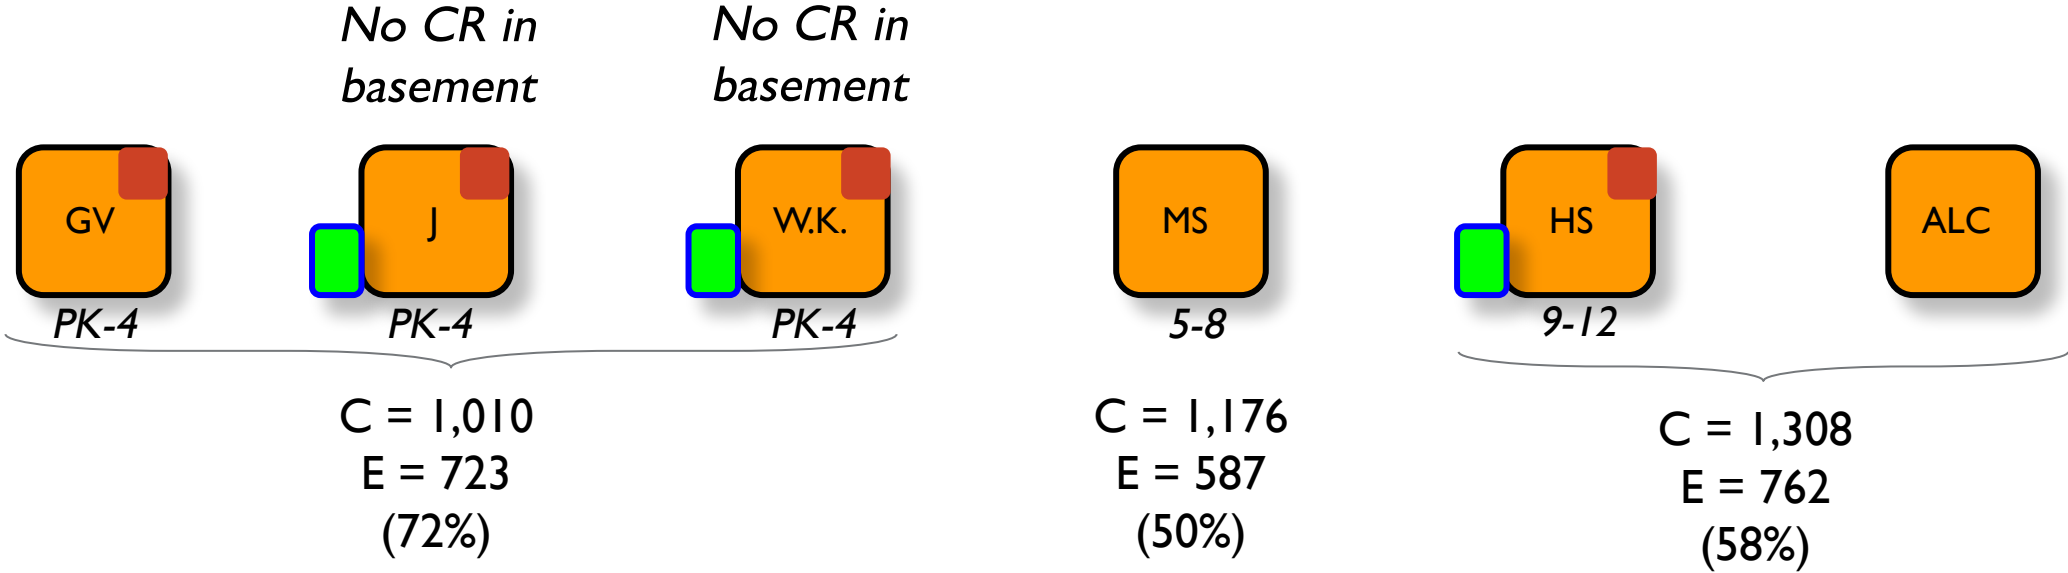 No CR in
basement
No CR in
basement
GV
J
W.K.
MS
HS
ALC
PK-4
PK-4
PK-4
5-8
9-12
C = 1,010
E = 723
(72%)
C = 1,176
E = 587
(50%)
C = 1,308
E = 762
(58%)